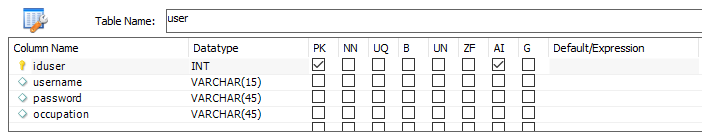 Table Name: user
Column Name Datatype PK NN UQ B UN ZF AI G Default/Expression
iduser INT
username VARCHAR(15)
password VARCHAR(45)
occupation VARCHAR(45)